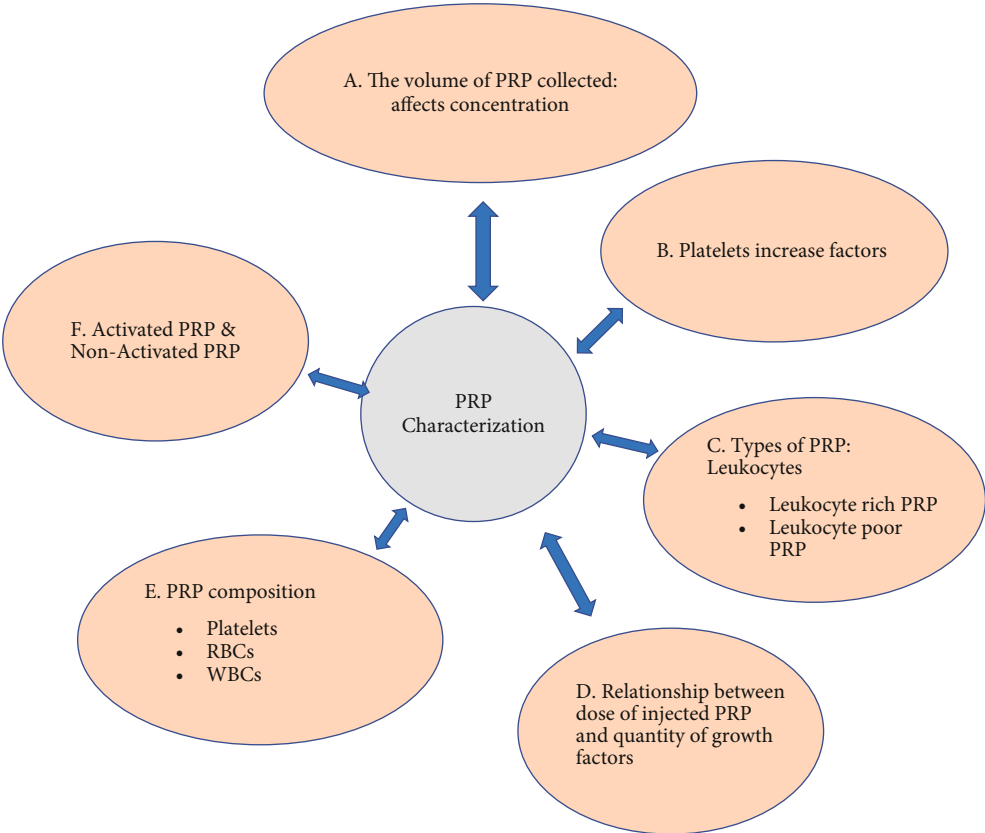 A. The volume of PRP collected:
affects concentration
B. Platelets increase factors
F. Activated PRP &
Non-Activated PRP
PRP
Characterization
C. Types of PRP:
Leukocytes
• Leukocyte rich PRP
• Leukocyte poor
PRP
E. PRP composition
• Platelets
• RBCs
• WBCs
D. Relationship between
dose of injected PRP
and quantity of growth
factors